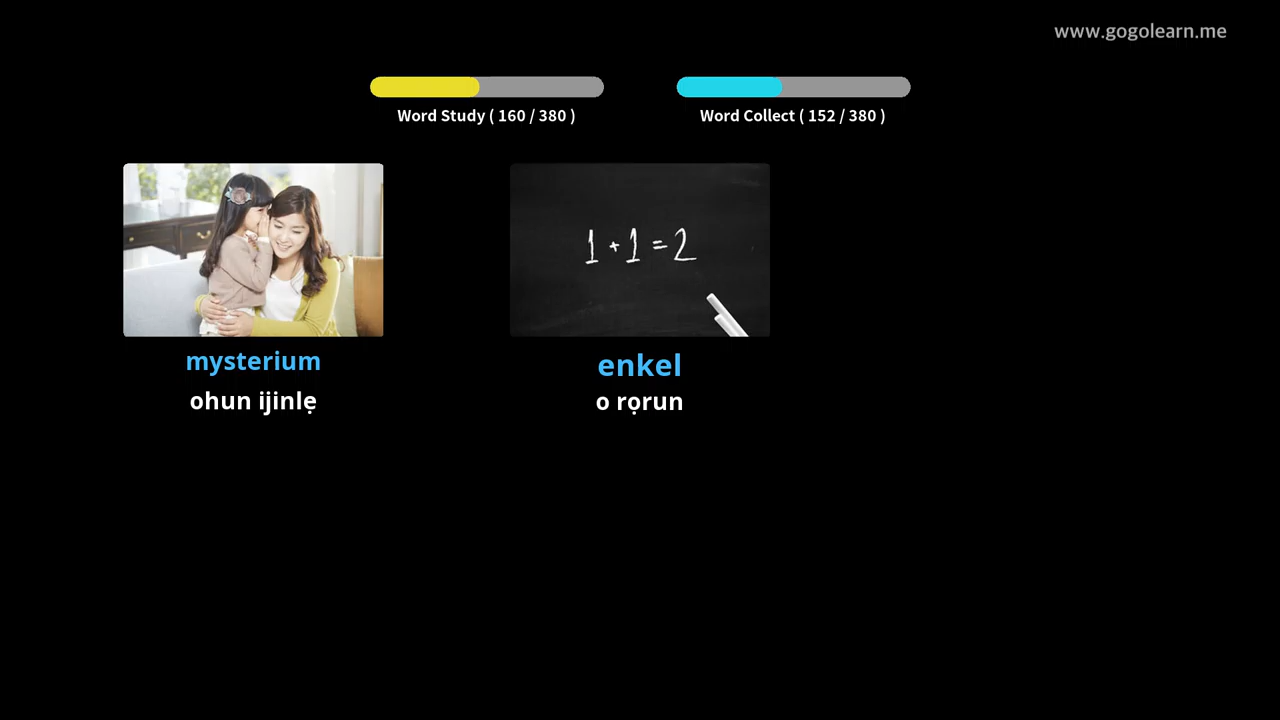 www.gogolearn.me
Word Study ( 160 / 380 )
Word Collect ( 152 / 380 )
1 + 1 = 2
mysterium
enkel
ohun ijinlẹ
o rọrun